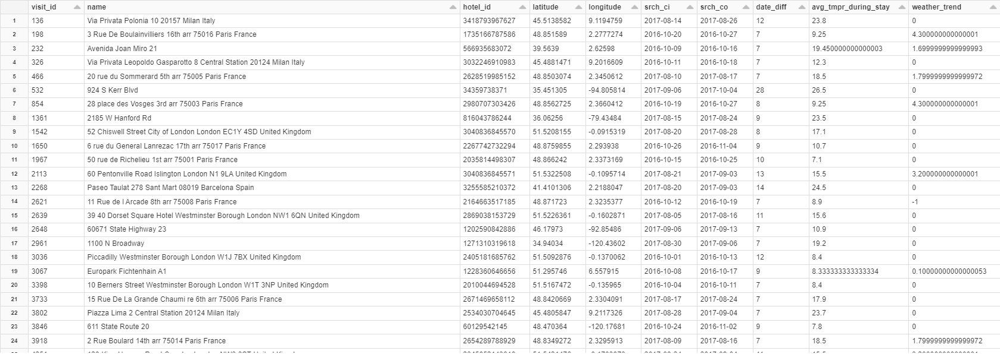 visit_id name hotel_id latitude longitude srch_ci srch_co date_diff avg_tmpr_during_stay weather_trend
1 136 Via Privata Polonia 10 20157 Milan Italy 3418793967627 45.5138582 9.1194759 2017-08-14 2017-08-26 12 23.8 0
2 198 3 Rue De Boulainvilliers 16th arr 75016 Paris France 1735166787586 48.851589 2.2777274 2016-10-20 2016-10-27 7 9.25 4.300000000000001
3 232 Avenida Joan Miro 21 566935683072 39.5639 2.62598 2016-10-09 2016-10-16 7 19.450000000000003 1.6999999999999993
4 326 Via Privata Leopoldo Gasparotto 8 Central Station 20124 Milan Italy 3032246910983 45.4881471 9.2016609 2016-10-11 2016-10-18 7 12.3 0
5 466 20 rue du Sommerard 5th arr 75005 Paris France 2628519985152 48.8503074 2.3450612 2017-08-10 2017-08-17 7 18.5 1.7999999999999972
6 532 924 S Kerr Blvd 34359738371 35.451305 -94.805814 2017-09-06 2017-10-04 28 26.5 0
7 854 28 place des Vosges 3rd arr 75003 Paris France 2980707303426 48.8562725 2.3660412 2016-10-19 2016-10-27 8 9.25 4.300000000000001
8 1361 2185 W Hanford Rd 816043786244 36.06256 -79.43484 2017-08-15 2017-08-24 9 23.5 0
9 1542 52 Chiswell Street City of London London EC1Y 4SD United Kingdom 3040836845570 51.5208155 -0.0915319 2017-08-20 2017-08-28 8 17.1 0
10 1650 6 rue du General Lanrezac 17th arr 75017 Paris France 2267742732294 48.8759855 2.293938 2016-10-26 2016-11-04 9 10.7 0
11 1967 50 rue de Richelieu 1st arr 75001 Paris France 2035814498307 48.866242 2.3373169 2016-10-15 2016-10-25 10 7.1 0
12 2113 60 Pentonville Road Islington London N1 9LA United Kingdom 3040836845571 51.5322508 -0.1095714 2017-08-21 2017-09-03 13 15.5 3.200000000000001
13 2268 Paseo Taulat 278 Sant Mart 08019 Barcelona Spain 3255585210372 41.4101306 2.2188047 2017-08-20 2017-09-03 14 24.5 0
14 2621 11 Rue de l Arcade 8th arr 75008 Paris France 2164663517185 48.871723 2.3235377 2016-10-12 2016-10-19 7 8.9 -1
15 2639 39 40 Dorset Square Hotel Westminster Borough London NW1 6QN United Kingdom 2869038153729 51.5226361 -0.1602871 2017-08-05 2017-08-16 11 15.6 0
16 2648 60671 State Highway 23 1202590842886 46.17973 -92.85486 2017-09-06 2017-09-13 7 10.9 0
17 2961 1100 N Broadway 1271310319618 34.94034 -120.43602 2017-08-30 2017-09-06 7 19.2 0
18 3036 Piccadilly Westminster Borough London W1J 7BX United Kingdom 2405181685762 51.5092876 -0.1370062 2016-10-01 2016-10-13 12 8.4 0
19 3067 Europark Fichtenhain A1 1228360646656 51.295746 6.557915 2016-10-08 2016-10-17 9 8.333333333333334 0.10000000000000053
20 3398 10 Berners Street Westminster Borough London W1T 3NP United Kingdom 2010044694528 51.5167472 -0.135965 2016-10-04 2016-10-11 7 8.4 0
21 3733 15 Rue De La Grande Chaumi re 6th arr 75006 Paris France 2671469658112 48.8420669 2.3304091 2017-08-17 2017-08-24 7 17.9 0
22 3802 Piazza Lima 2 Central Station 20124 Milan Italy 2534030704645 45.4805847 9.2117326 2017-08-28 2017-09-04 7 23.7 0
23 3846 611 State Route 20 60129542145 48.470364 -120.17681 2016-10-24 2016-11-02 9 7.8 0
24 3918 2 Rue Boulard 14th arr 75014 Paris France 2654289788929 48.8349272 2.3295913 2017-08-09 2017-08-16 7 18.5 1.7999999999999972